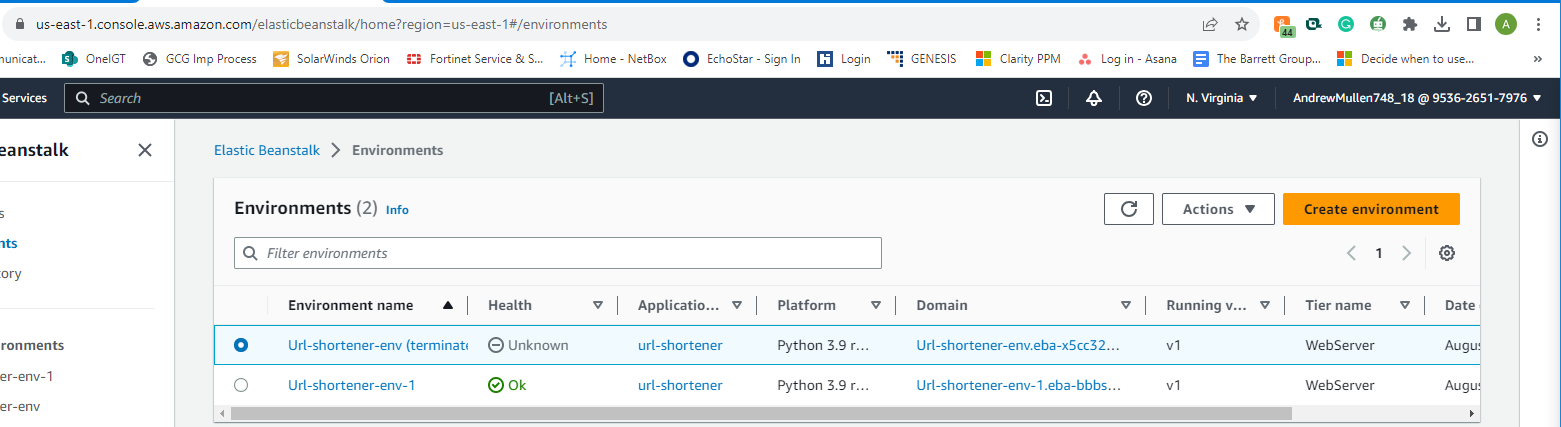 us-east-1.console.aws.amazon.com/elasticbeanstalk/home?region=us-east-1#/environments
44
A
municat... OneIGT GCG Imp Process SolarWinds Orion Fortinet Service & S... Home - NetBox EchoStar - Sign In Login GENESIS Clarity PPM Log in - Asana The Barrett Group... Decide when to use... »
Services Search [Alt+S] N. Virginia AndrewMullen748_18 @ 9536-2651-7976
eanstalk
Elastic Beanstalk > Environments
s
nts
tory
ronments
er-env-1
er-env
Environments (2) Info
Actions
Create environment
Filter environments
1
Environment name Health Applicatio... Platform Domain Running v... Tier name Date
Url-shortener-env (terminate Unknown url-shortener Python 3.9 r... Url-shortener-env.eba-x5cc32... v1 WebServer Augus
Url-shortener-env-1 Ok url-shortener Python 3.9 r... Url-shortener-env-1.eba-bbbs... v1 WebServer Augus